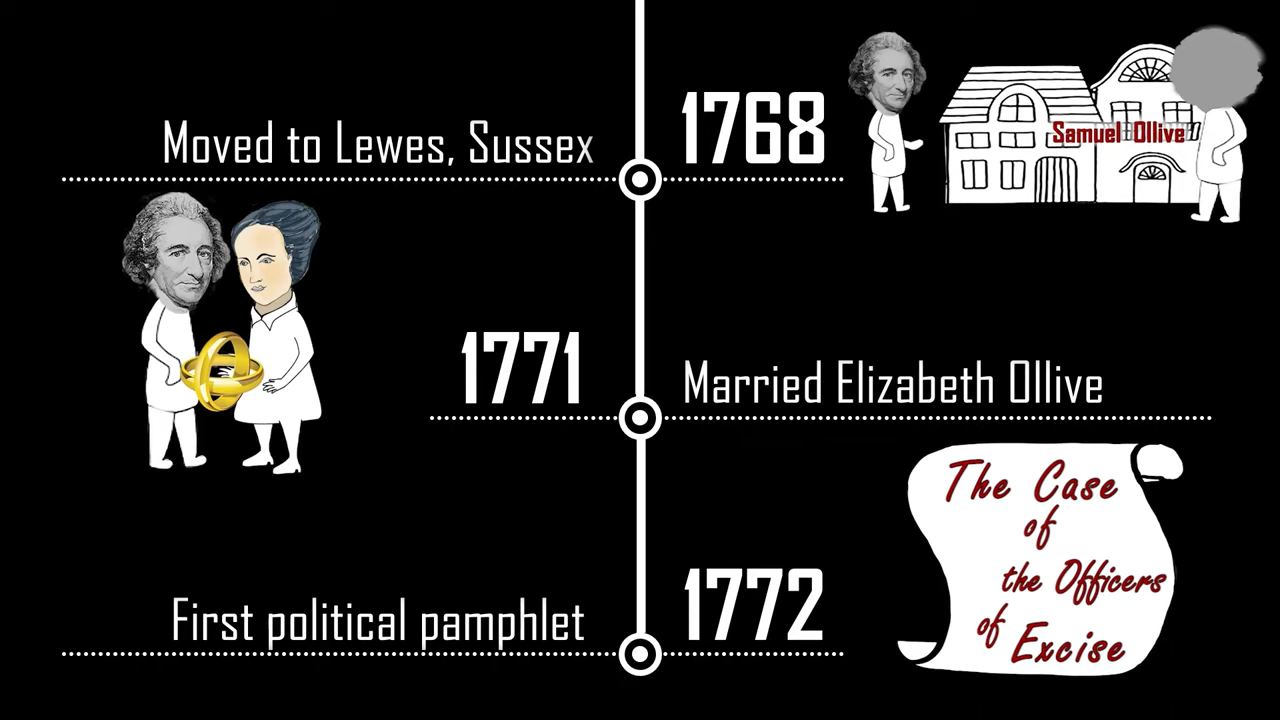 Moved to Lewes, Sussex
1768
Samuel Ollive
1771
Married Elizabeth Ollive
First political pamphlet
1772
The Case
of
the Officers
of
Excise